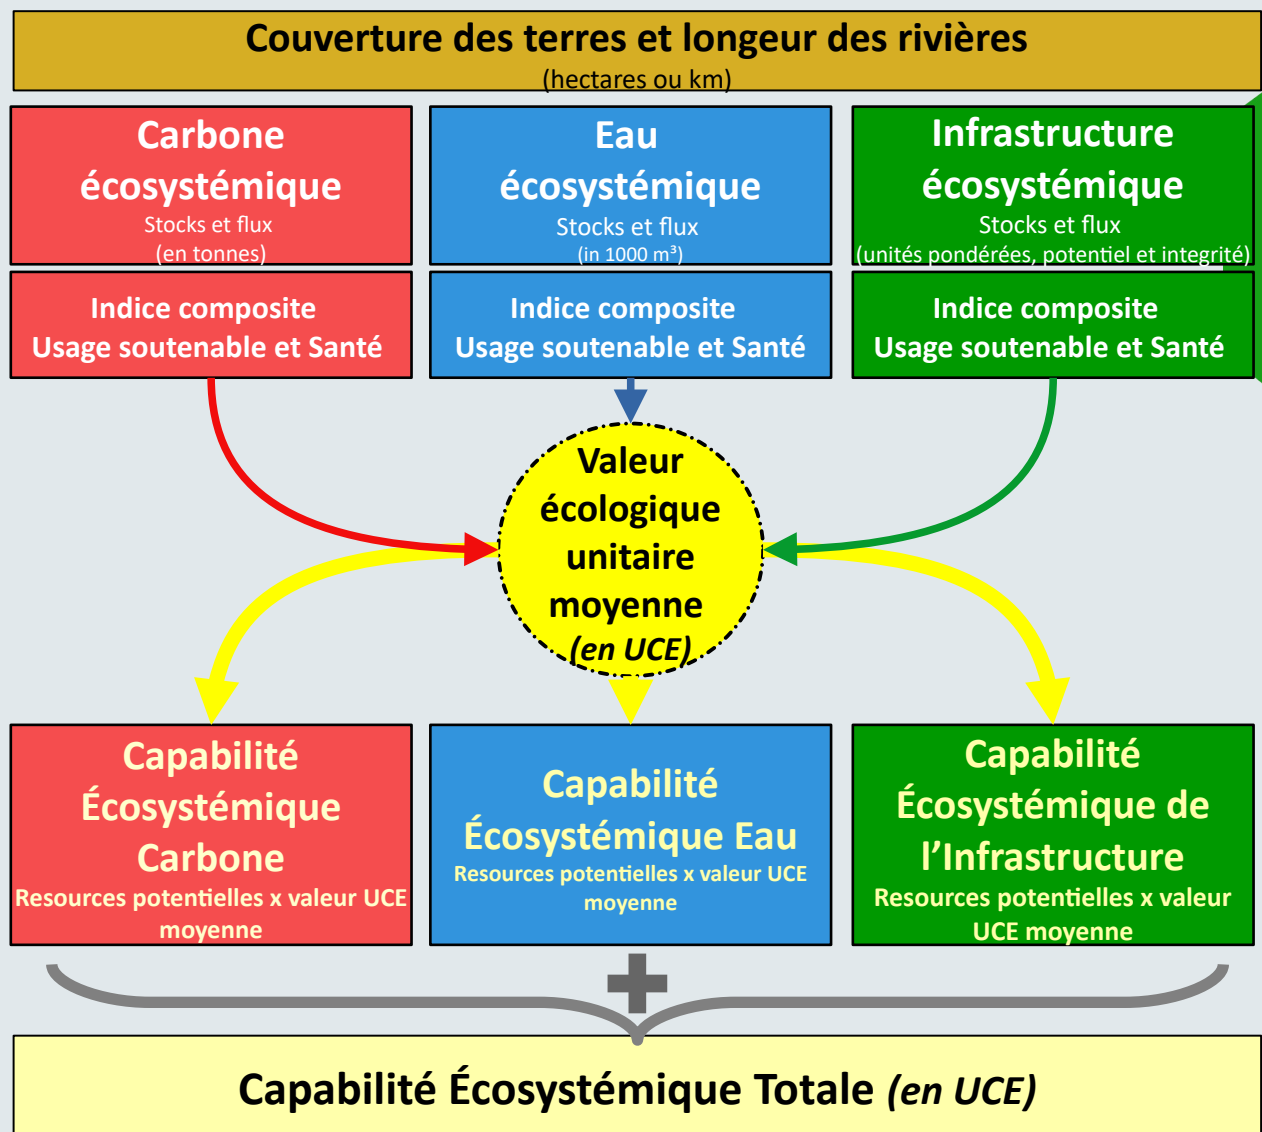 Couverture des terres et longeur des rivières
(hectares ou km)
Carbone
écosystémique
Stocks et flux
(en tonnes)
Eau
écosystémique
Stocks et flux
(in 1000 m³)
Infrastructure
écosystémique
Stocks et flux
(unités pondérées, potentiel et integrité)
Indice composite
Usage soutenable et Santé
Indice composite
Usage soutenable et Santé
Indice composite
Usage soutenable et Santé
Valeur
écologique
unitaire
moyenne
(en UCE)
Capabilité
Écosystémique
Carbone
Resources potentielles x valeur UCE
moyenne
Capabilité
Écosystémique Eau
Resources potentielles x valeur UCE
moyenne
Capabilité
Écosystémique de
l’Infrastructure
Resources potentielles x valeur
UCE moyenne
Capabilité Écosystémique Totale (en UCE)